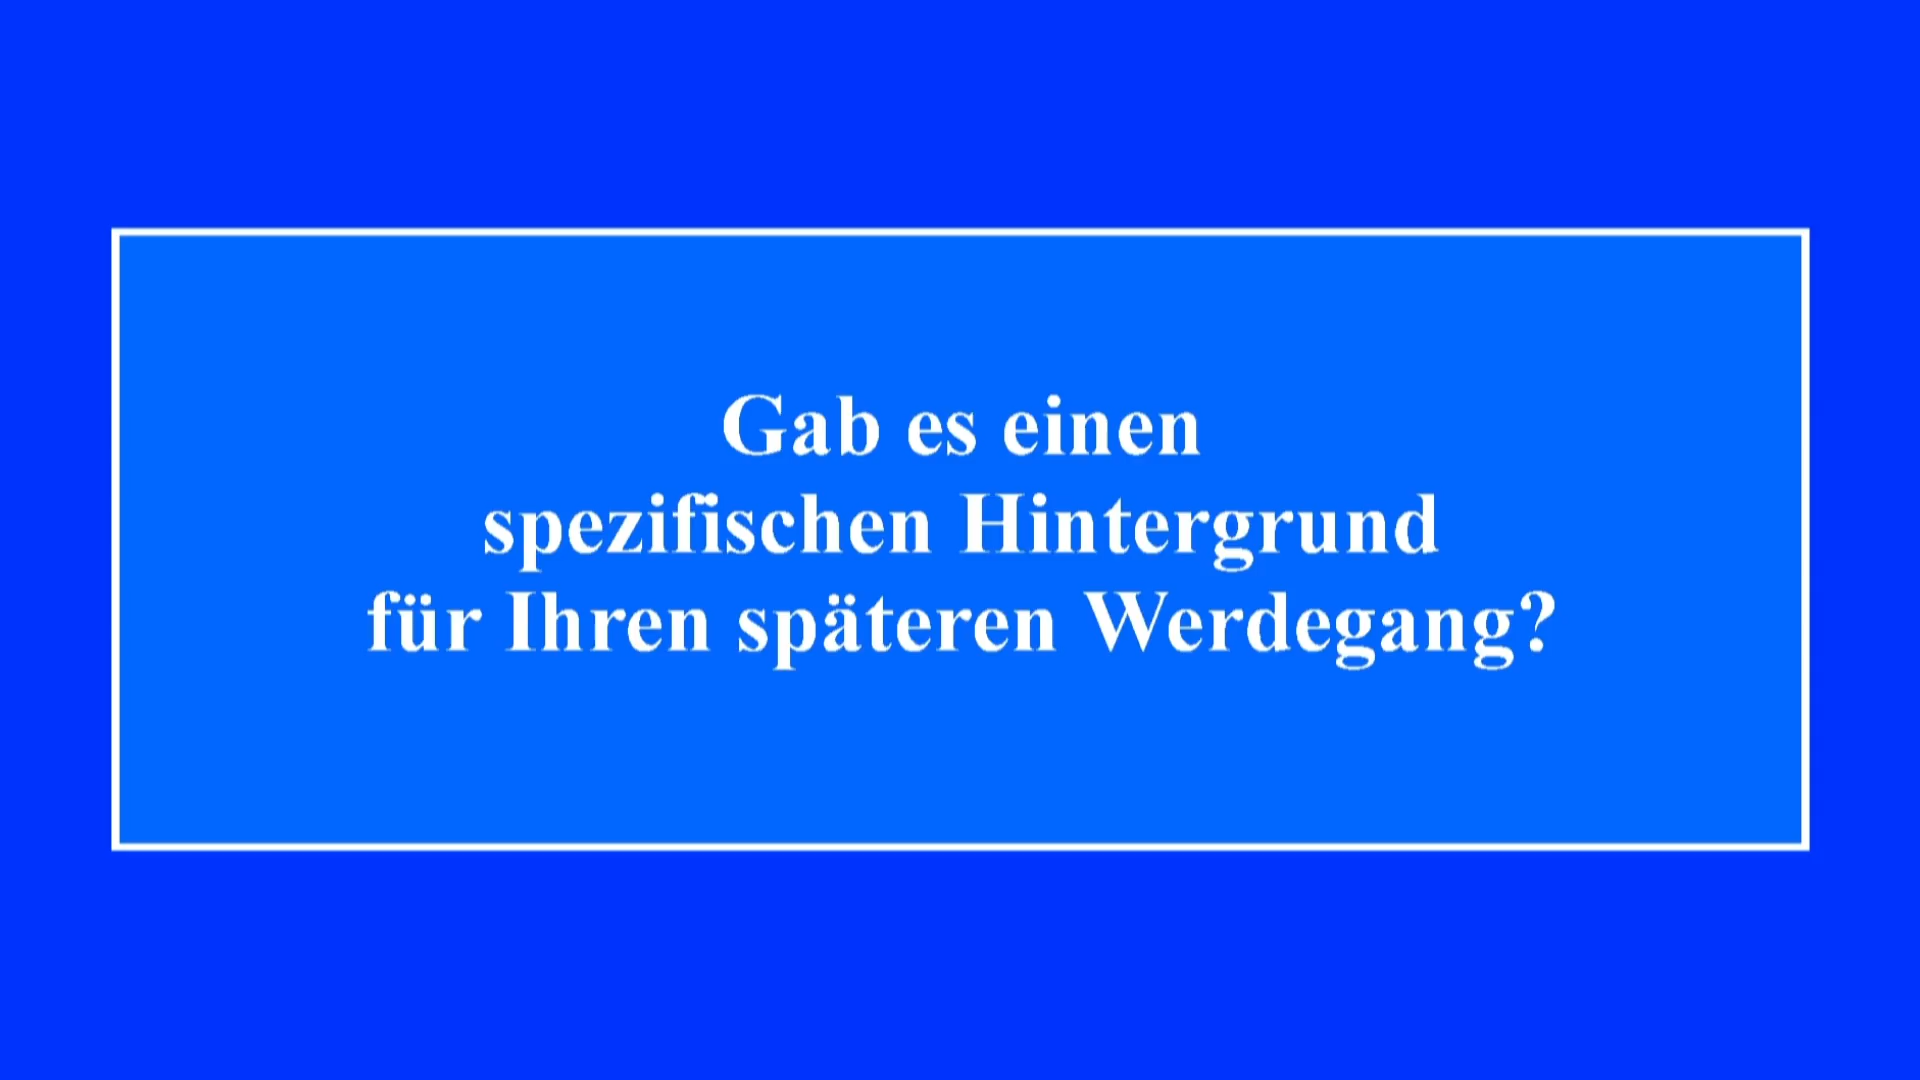 Gab es einen
spezifischen Hintergrund
für Ihren späteren Werdegang?